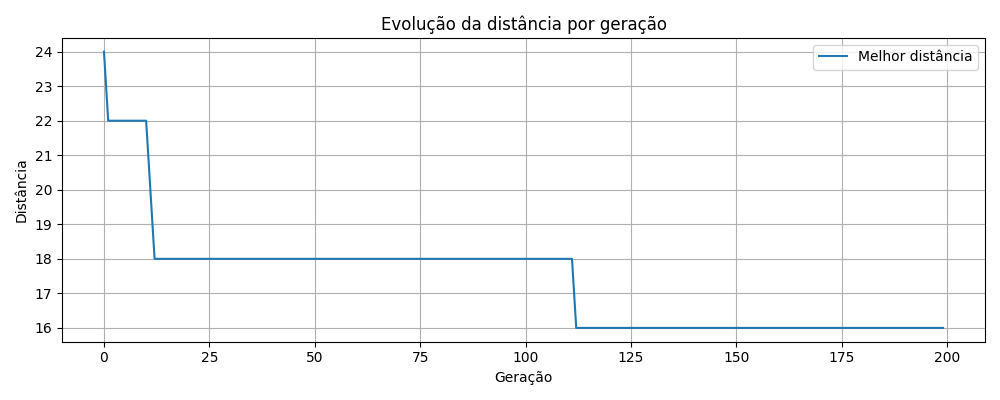 Evolução da distância por geração
Melhor distância
Distância
24
23
22
21
20
19
18
17
16
0 25 50 75 100 125 150 175 200
Geração